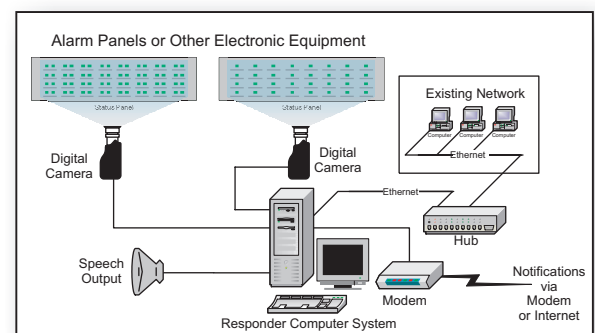 Alarm Panels or Other Electronic Equipment
Status Panel
Status Panel
Existing Network
Computer
Computer
Computer
Ethernet
Digital
Camera
Digital
Camera
Ethernet
Hub
Speech
Output
Modem
Notifications
via
Modem
or Internet
Responder Computer System